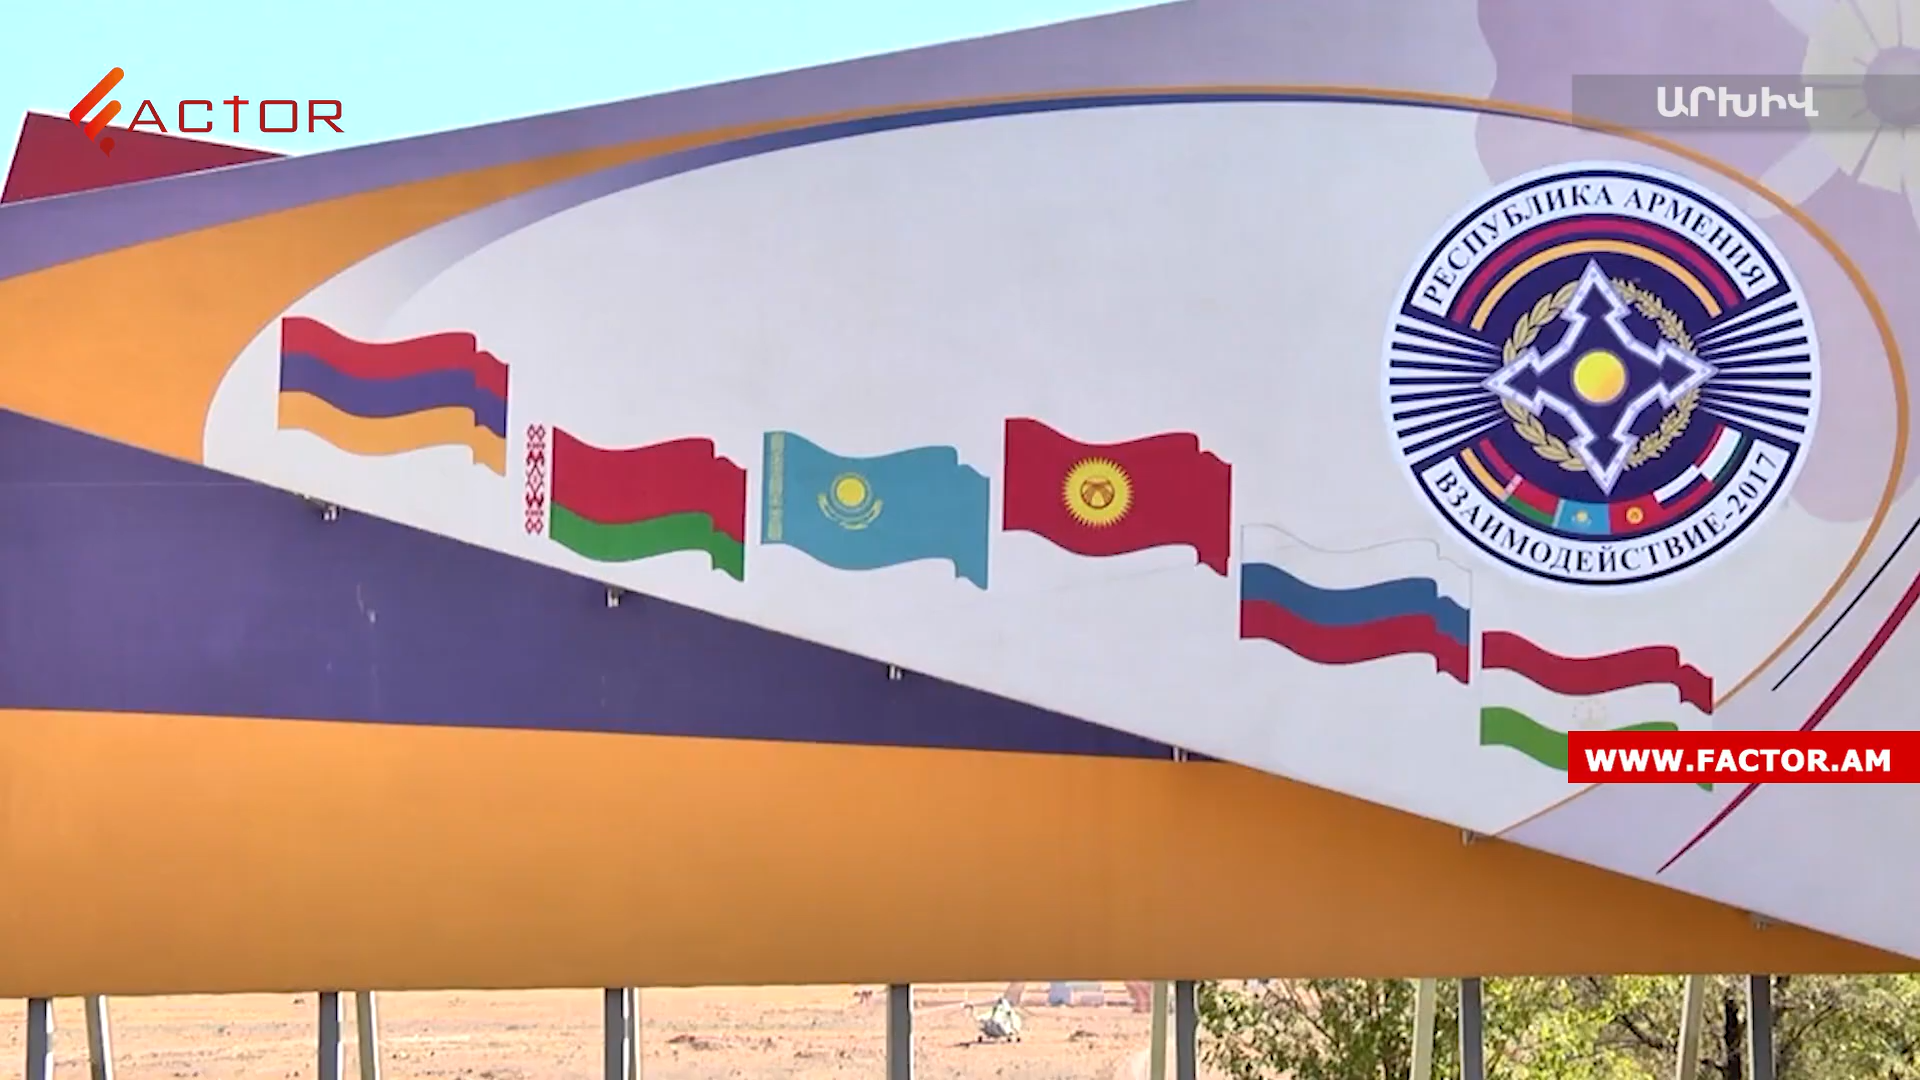 FACTOR
ԱՐԽԻՎ
РЕСПУБЛИКА АРМЕНИЯ
ВЗАИМОДЕЙСТВИЕ-2017
WWW.FACTOR.AM